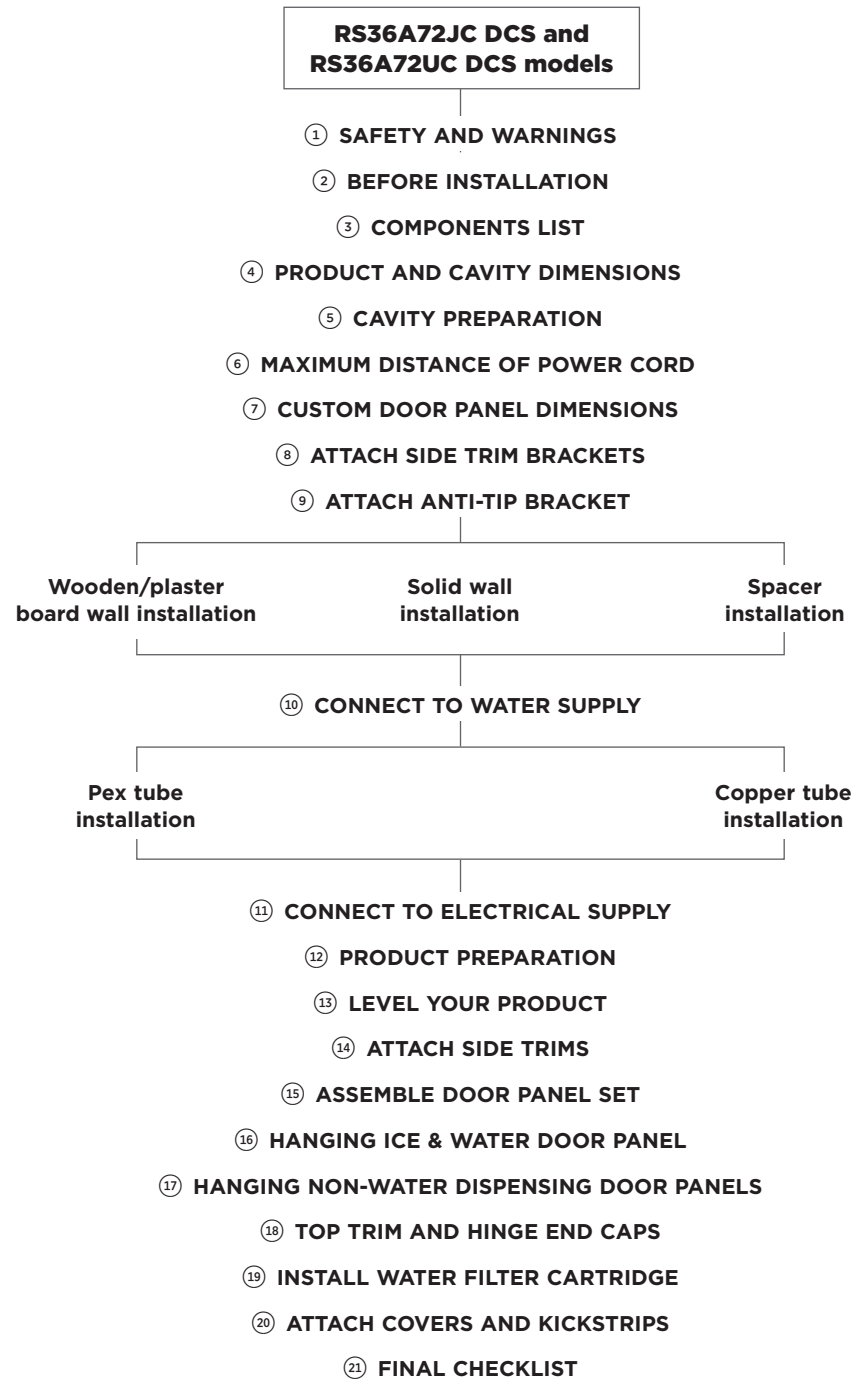 RS36A72JC DCS and
RS36A72UC DCS models
① SAFETY AND WARNINGS
② BEFORE INSTALLATION
③ COMPONENTS LIST
④ PRODUCT AND CAVITY DIMENSIONS
⑤ CAVITY PREPARATION
⑥ MAXIMUM DISTANCE OF POWER CORD
⑦ CUSTOM DOOR PANEL DIMENSIONS
⑧ ATTACH SIDE TRIM BRACKETS
⑨ ATTACH ANTI-TIP BRACKET
Wooden/plaster
board wall installation
Solid wall
installation
Spacer
installation
⑩ CONNECT TO WATER SUPPLY
Pex tube
installation
Copper tube
installation
⑪ CONNECT TO ELECTRICAL SUPPLY
⑫ PRODUCT PREPARATION
⑬ LEVEL YOUR PRODUCT
⑭ ATTACH SIDE TRIMS
⑮ ASSEMBLE DOOR PANEL SET
⑯ HANGING ICE & WATER DOOR PANEL
⑰ HANGING NON-WATER DISPENSING DOOR PANELS
⑱ TOP TRIM AND HINGE END CAPS
⑲ INSTALL WATER FILTER CARTRIDGE
⑳ ATTACH COVERS AND KICKSTRIPS
㉑ FINAL CHECKLIST